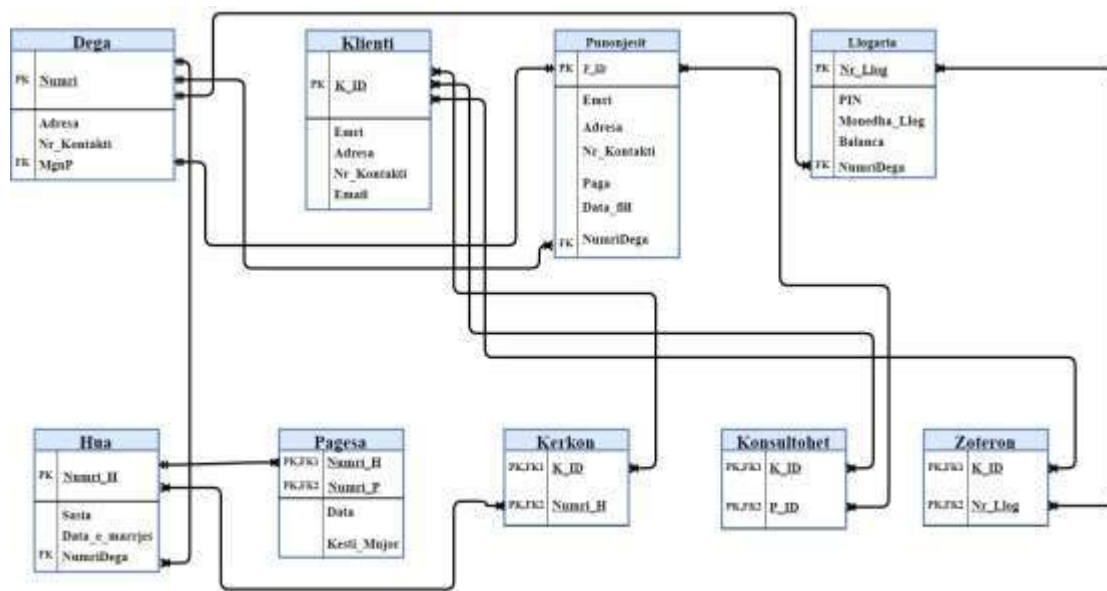 Dega
PK Numri
Adresa
Nr_Kontakti
FK MgnP
Klienti
PK K_ID
Emri
Adresa
Nr_Kontakti
Email
Punonjesit
PK P_ID
Emri
Adresa
Nr_Kontakti
Paga
Data_fill
FK NumriDega
Llogaria
PK Nr_Llog
PIN
Monedha_Llog
Balanca
FK NumriDega
Hua
PK Numri_H
Sasia
Data_e_marrjes
FK NumriDega
Pagesa
PK,FK1 Numri_H
PK,FK2 Numri_P
Data
Kesti_Mujor
Kerkon
PK,FK1 K_ID
PK,FK2 Numri_H
Konsultohet
PK,FK1 K_ID
PK,FK2 P_ID
Zoteron
PK,FK1 K_ID
PK,FK2 Nr_Llog